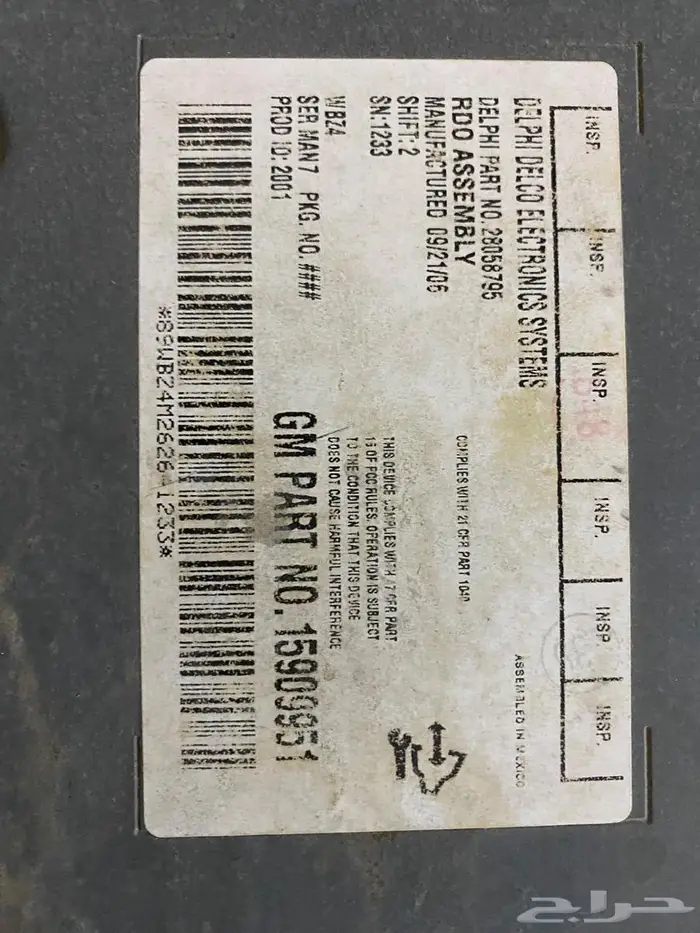 INSP. INSP. INSP. INSP. INSP. INSP.
DELPHI DELCO ELECTRONICS SYSTEMS
ASSEMBLED IN MEXICO
DELPHI PART NO. 28058795
RDO ASSEMBLY
COMPLIES WITH 21 CFR PART 1040
MANUFACTURED 09/21/06
SHIFT: 2
SN:1233
THIS DEVICE COMPLIES WITH 47 CFR PART
15 OF FCC RULES. OPERATION IS SUBJECT
TO THE CONDITION THAT THIS DEVICE
DOES NOT CAUSE HARMFUL INTERFERENCE
WBZ4
SER MAN7 PKG. NO. ####
PROD ID: 2001
GM PART NO. 15909951
*89WBZ4M2626-1233*
حراج